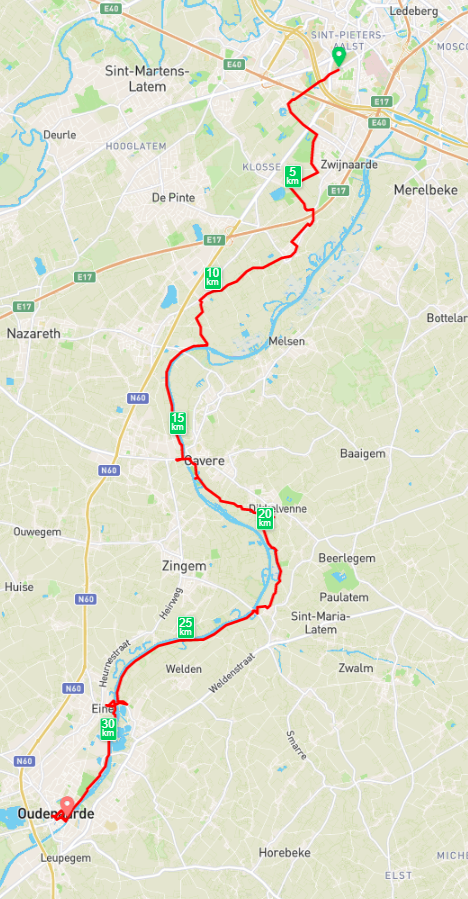 E40
Ledeberg
SINT-PIETERS-
AALST
MOSCO
E40
Sint-Martens-
Latem
E17
E40
Deurle
HOOGLATEM
KLOSSE
5
km
Zwijnaarde
De Pinte
E17
Merelbeke
E17
10
km
E17
E17
Bottelar
Nazareth
Melsen
N60
15
km
Gavere
Baaigem
N60
20
km
Ouwegem
Zingem
Beerlegem
Huise
N60
Heirweg
Paulatem
Sint-Maria-
Latem
25
km
Heurnestraat
Welden
Weldenstraat
Zwalm
N60
Eine
30
km
Smarre
N60
Leupegem
Horebeke
MICHE
ELST